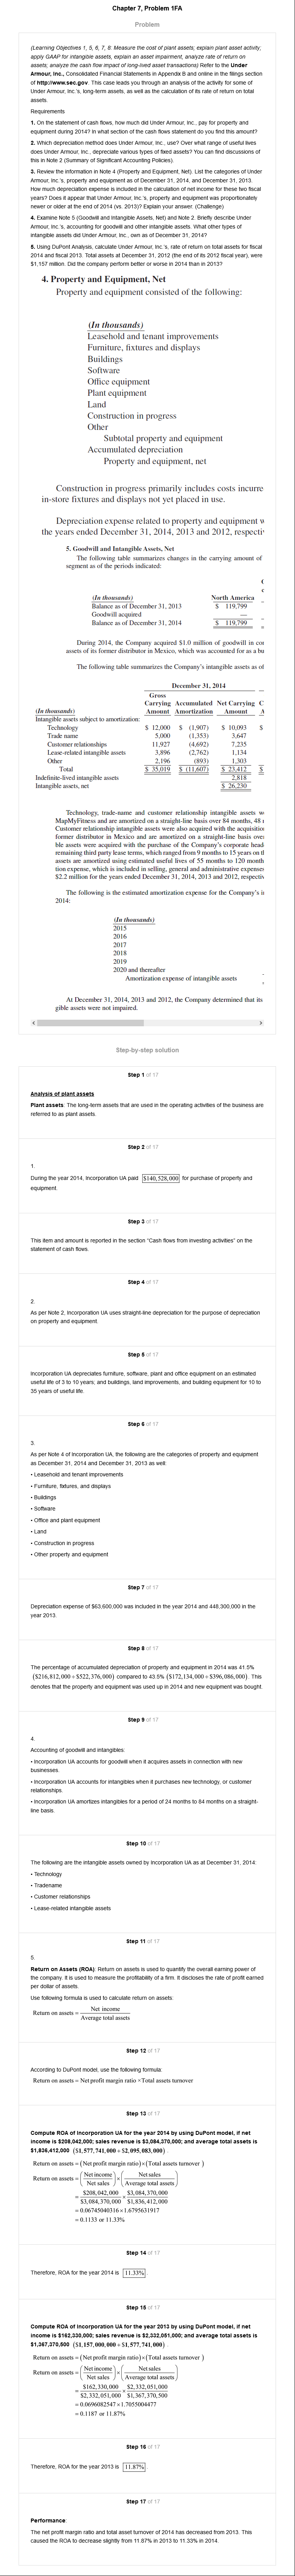 Chapter 7, Problem 1FA
Problem
(Learning Objectives 1, 5, 6, 7, 8: Measure the cost of plant assets; explain plant asset activity;
apply GAAP for intangible assets, explain an asset impairment, analyze rate of return on
assets; analyze the cash flow impact of long-lived asset transactions) Refer to the Under
Armour, Inc., Consolidated Financial Statements in Appendix B and online in the filings section
of http://www.sec.gov. This case leads you through an analysis of the activity for some of
Under Armour, Inc.'s, long-term assets, as well as the calculation of its rate of return on total
assets.
Requirements
1. On the statement of cash flows, how much did Under Armour, Inc., pay for property and
equipment during 2014? In what section of the cash flows statement do you find this amount?
2. Which depreciation method does Under Armour, Inc., use? Over what range of useful lives
does Under Armour, Inc., depreciate various types of fixed assets? You can find discussions of
this in Note 2 (Summary of Significant Accounting Policies).
3. Review the information in Note 4 (Property and Equipment, Net). List the categories of Under
Armour, Inc.'s, property and equipment as of December 31, 2014, and December 31, 2013.
How much depreciation expense is included in the calculation of net income for these two fiscal
years? Does it appear that Under Armour, Inc.'s, property and equipment was proportionately
newer or older at the end of 2014 (vs. 2013)? Explain your answer. (Challenge)
4. Examine Note 5 (Goodwill and Intangible Assets, Net) and Note 2. Briefly describe Under
Armour, Inc.'s, accounting for goodwill and other intangible assets. What other types of
intangible assets did Under Armour, Inc., own as of December 31, 2014?
5. Using DuPont Analysis, calculate Under Armour, Inc.'s, rate of return on total assets for fiscal
2014 and fiscal 2013. Total assets at December 31, 2012 (the end of its 2012 fiscal year), were
$1,157 million. Did the company perform better or worse in 2014 than in 2013?
4. Property and Equipment, Net
Property and equipment consisted of the following:
(In thousands)
Leasehold and tenant improvements
Furniture, fixtures and displays
Buildings
Software
Office equipment
Plant equipment
Land
Construction in progress
Other
Subtotal property and equipment
Accumulated depreciation
Property and equipment, net
Construction in progress primarily includes costs incurre
in-store fixtures and displays not yet placed in use.
Depreciation expense related to property and equipment w
the years ended December 31, 2014, 2013 and 2012, respectiv
5. Goodwill and Intangible Assets, Net
The following table summarizes changes in the carrying amount of
segment as of the periods indicated:
(In thousands) North America
Balance as of December 31, 2013 $ 119,799
Goodwill acquired —
Balance as of December 31, 2014 $ 119,799
During 2014, the Company acquired $1.0 million of goodwill in con
assets of its former distributor in Mexico, which was accounted for as a bu
The following table summarizes the Company's intangible assets as of
December 31, 2014
Gross
Carrying Accumulated Net Carrying C
(In thousands) Amount Amortization Amount A
Intangible assets subject to amortization:
Technology $ 12,000 $ (1,907) $ 10,093 $
Trade name 5,000 (1,353) 3,647
Customer relationships 11,927 (4,692) 7,235
Lease-related intangible assets 3,896 (2,762) 1,134
Other 2,196 (893) 1,303
Total $ 35,019 $ (11,607) $ 23,412 $
Indefinite-lived intangible assets 2,818
Intangible assets, net $ 26,230
Technology, trade-name and customer relationship intangible assets w
MapMyFitness and are amortized on a straight-line basis over 84 months, 48 m
Customer relationship intangible assets were also acquired with the acquisition
former distributor in Mexico and are amortized on a straight-line basis over
ble assets were acquired with the purchase of the Company's corporate head
remaining third party lease terms, which ranged from 9 months to 15 years on th
assets are amortized using estimated useful lives of 55 months to 120 month
tion expense, which is included in selling, general and administrative expenses
$2.2 million for the years ended December 31, 2014, 2013 and 2012, respectiv
The following is the estimated amortization expense for the Company's in
2014:
(In thousands)
2015
2016
2017
2018
2019
2020 and thereafter
Amortization expense of intangible assets
At December 31, 2014, 2013 and 2012, the Company determined that its
gible assets were not impaired.
Step-by-step solution
Step 1 of 17
Analysis of plant assets
Plant assets: The long-term assets that are used in the operating activities of the business are
referred to as plant assets.
Step 2 of 17
1.
During the year 2014, Incorporation UA paid $140,528,000 for purchase of property and
equipment.
Step 3 of 17
This item and amount is reported in the section "Cash flows from investing activities" on the
statement of cash flows.
Step 4 of 17
2.
As per Note 2, Incorporation UA uses straight-line depreciation for the purpose of depreciation
on property and equipment.
Step 5 of 17
Incorporation UA depreciates furniture, software, plant and office equipment on an estimated
useful life of 3 to 10 years; and buildings, land improvements, and building equipment for 10 to
35 years of useful life.
Step 6 of 17
3.
As per Note 4 of Incorporation UA, the following are the categories of property and equipment
as December 31, 2014 and December 31, 2013 as well:
• Leasehold and tenant improvements
• Furniture, fixtures, and displays
• Buildings
• Software
• Office and plant equipment
• Land
• Construction in progress
• Other property and equipment
Step 7 of 17
Depreciation expense of $63,600,000 was included in the year 2014 and 448,300,000 in the
year 2013.
Step 8 of 17
The percentage of accumulated depreciation of property and equipment in 2014 was 41.5%
($216,812,000 ÷ $522,376,000) compared to 43.5% ($172,134,000 ÷ $396,086,000). This
denotes that the property and equipment was used up in 2014 and new equipment was bought.
Step 9 of 17
4.
Accounting of goodwill and intangibles:
• Incorporation UA accounts for goodwill when it acquires assets in connection with new
businesses.
• Incorporation UA accounts for intangibles when it purchases new technology, or customer
relationships.
• Incorporation UA amortizes intangibles for a period of 24 months to 84 months on a straight-
line basis.
Step 10 of 17
The following are the intangible assets owned by Incorporation UA as at December 31, 2014:
• Technology
• Tradename
• Customer relationships
• Lease-related intangible assets
Step 11 of 17
5.
Return on Assets (ROA): Return on assets is used to quantify the overall earning power of
the company. It is used to measure the profitability of a firm. It discloses the rate of profit earned
per dollar of assets.
Use following formula is used to calculate return on assets:
Return on assets = Net income / Average total assets
Step 12 of 17
According to DuPont model, use the following formula:
Return on assets = Net profit margin ratio × Total assets turnover
Step 13 of 17
Compute ROA of Incorporation UA for the year 2014 by using DuPont model, if net
income is $208,042,000; sales revenue is $3,084,370,000; and average total assets is
$1,836,412,000 ($1,577,741,000 + $2,095,083,000)
Return on assets = (Net profit margin ratio)×(Total assets turnover )
Return on assets = (Net income / Net sales) × (Net sales / Average total assets)
= $208,042,000 / $3,084,370,000 × $3,084,370,000 / $1,836,412,000
= 0.06745040316 × 1.6795631917
= 0.1133 or 11.33%
Step 14 of 17
Therefore, ROA for the year 2014 is 11.33%
Step 15 of 17
Compute ROA of Incorporation UA for the year 2013 by using DuPont model, if net
income is $162,330,000; sales revenue is $2,332,051,000; and average total assets is
$1,367,370,500 ($1,157,000,000 + $1,577,741,000)
Return on assets = (Net profit margin ratio)×(Total assets turnover )
Return on assets = (Net income / Net sales) × (Net sales / Average total assets)
= $162,330,000 / $2,332,051,000 × $2,332,051,000 / $1,367,370,500
= 0.0696082547 × 1.7055004477
= 0.1187 or 11.87%
Step 16 of 17
Therefore, ROA for the year 2013 is 11.87%.
Step 17 of 17
Performance:
The net profit margin ratio and total asset turnover of 2014 has decreased from 2013. This
caused the ROA to decrease slightly from 11.87% in 2013 to 11.33% in 2014.